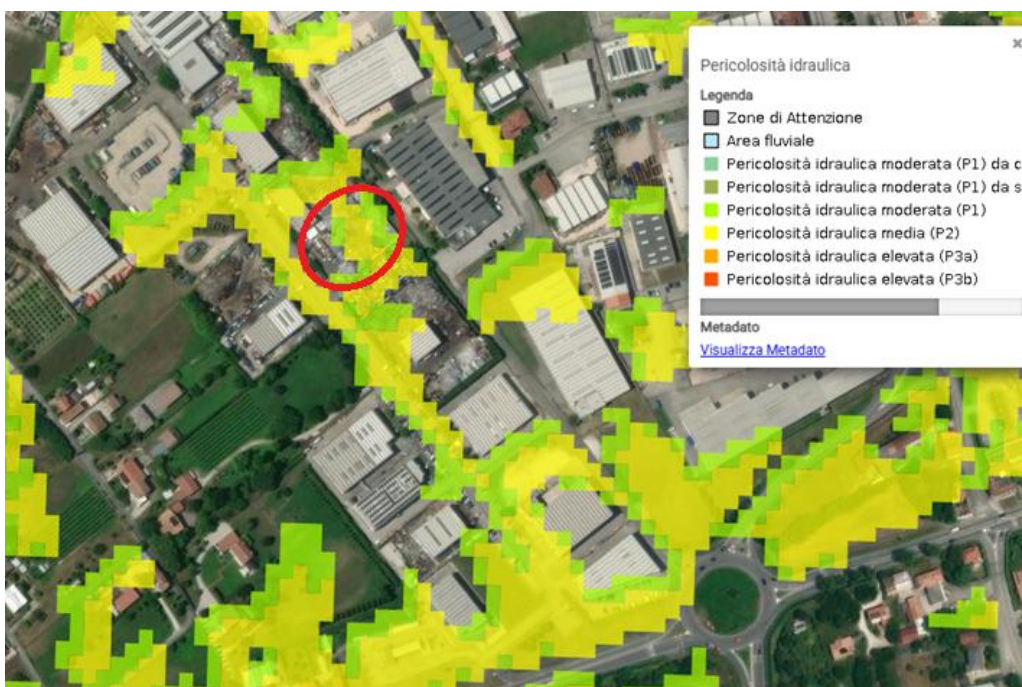 Pericolosità idraulica
Legenda
Zone di Attenzione
Area fluviale
Pericolosità idraulica moderata (P1) da c
Pericolosità idraulica moderata (P1) da s
Pericolosità idraulica moderata (P1)
Pericolosità idraulica media (P2)
Pericolosità idraulica elevata (P3a)
Pericolosità idraulica elevata (P3b)
Metadato
Visualizza Metadato